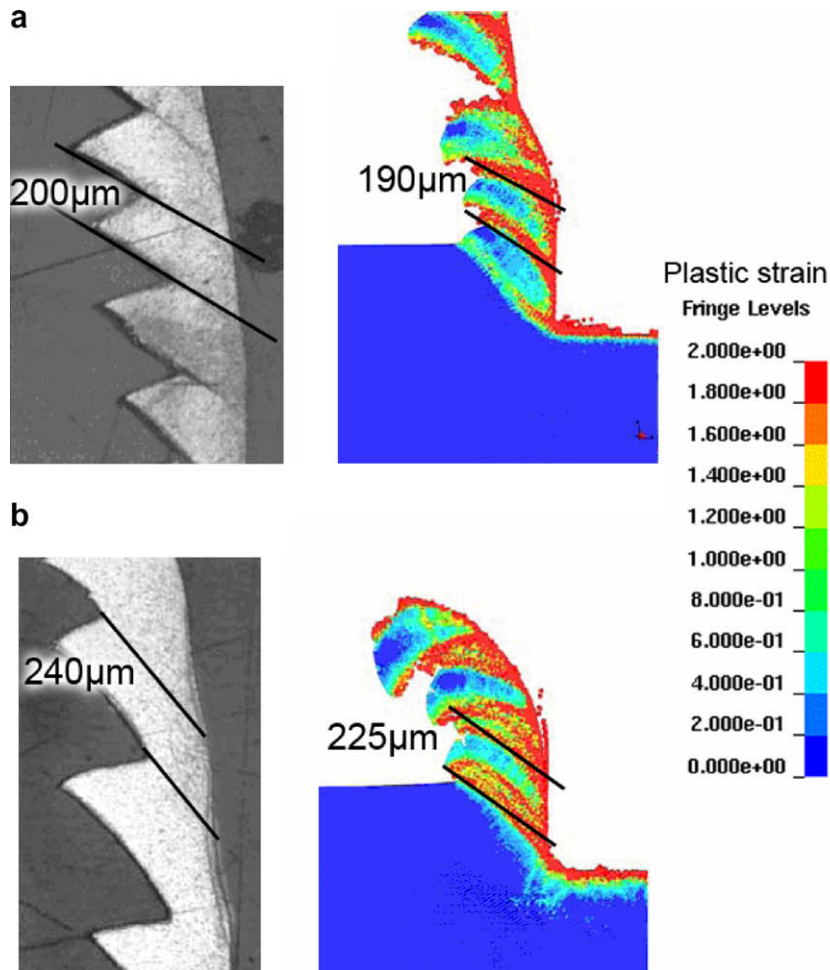 a
200μm
190μm
Plastic strain
Fringe Levels
2.000e+00
1.800e+00
1.600e+00
1.400e+00
1.200e+00
1.000e+00
8.000e-01
6.000e-01
4.000e-01
2.000e-01
0.000e+00
b
240μm
225μm